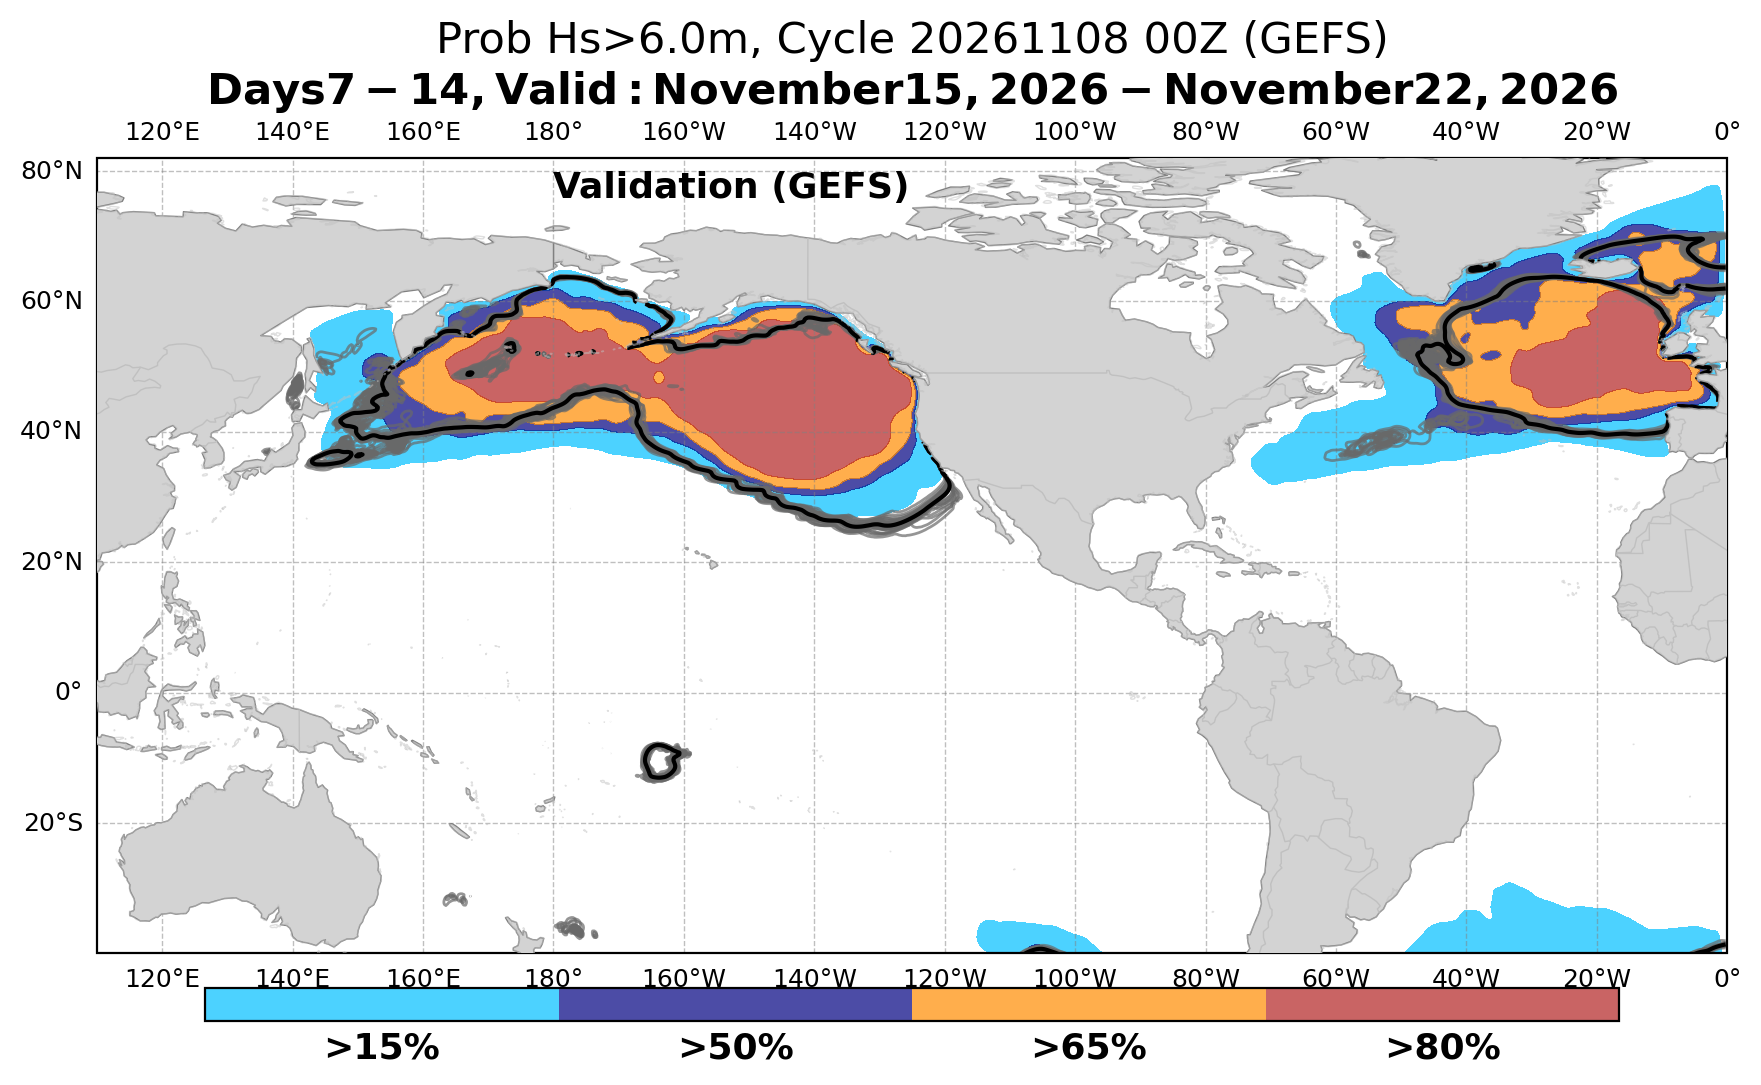 Prob Hs>6.0m, Cycle 20261108 00Z (GEFS)
Days7 − 14, Valid : November15, 2026 − November22, 2026
120°E 140°E 160°E 180° 160°W 140°W 120°W 100°W 80°W 60°W 40°W 20°W 0°
80°N
Validation (GEFS)
60°N
40°N
20°N
0°
20°S
120°E 140°E 160°E 180° 160°W 140°W 120°W 100°W 80°W 60°W 40°W 20°W 0°
>15% >50% >65% >80%